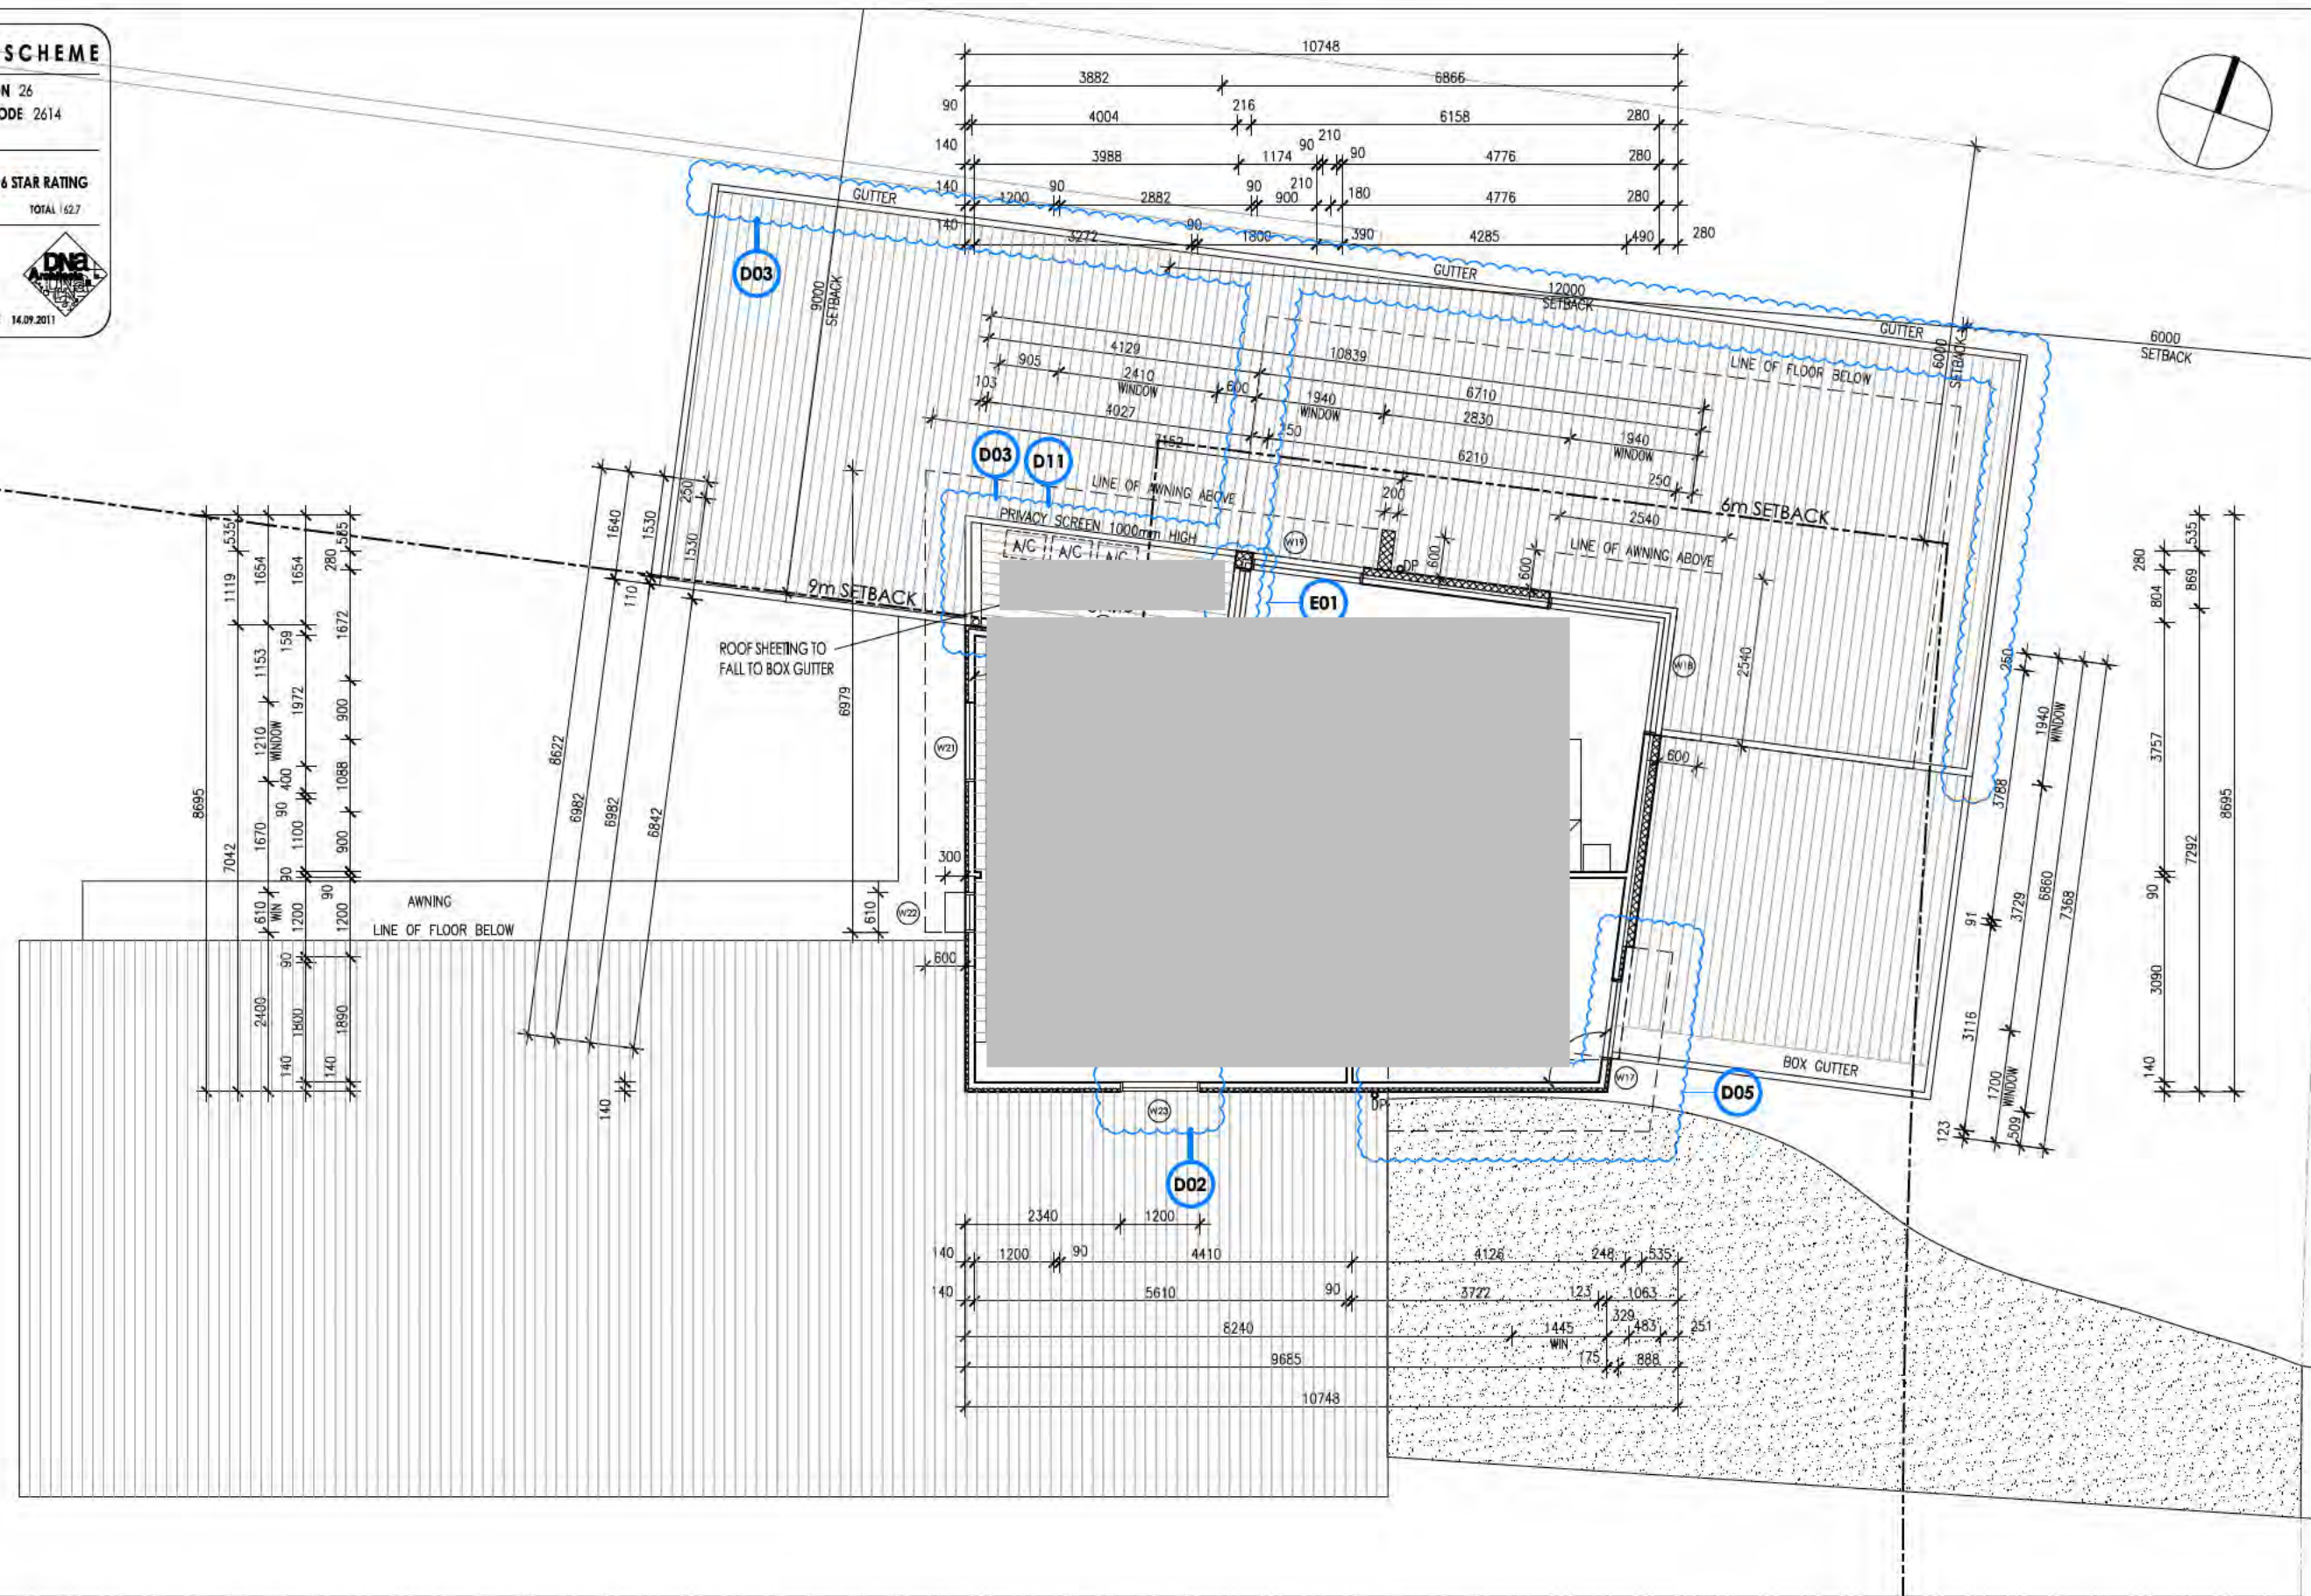 SCHEME
N 26
ODE 2614
6 STAR RATING
TOTAL 62.7
DNA
Architects
14.09.2011
10748
3882 6866
90 4004 216 6158 280
140 3988 1174 90 210 90 4776 280
140 1200 90 2882 90 900 210 180 4776 280
140 3272 90 1800 390 4285 490 280
GUTTER
GUTTER
GUTTER
D03
9000
SETBACK
12000
SETBACK
6000
SETBACK
6000
SETBACK
LINE OF FLOOR BELOW
10839
4129 6710
905 2410 600 1940 2830 1940
WINDOW WINDOW WINDOW
103 4027 250 6210 250
7152
D03 D11
LINE OF AWNING ABOVE
200
6m SETBACK
2540
LINE OF AWNING ABOVE
PRIVACY SCREEN 1000mm HIGH
A/C A/C A/C
W19
DP
600
600
E01
9m SETBACK
ROOF SHEETING TO
FALL TO BOX GUTTER
250
1640 1530 1530
110
8622 6982 6982 6842
140
6979
W21
W18
2540
600
300
610
W22
600
535 1119 7042
8695
1654 1153 1210 WINDOW 1670 610 WIN 2400
1654 159 1972 400 90 1100 90 1200 90 1800 140
585 280 1672 900 1088 900 90 1200 1890 140
AWNING
LINE OF FLOOR BELOW
280 804 3757 90 3090 140
535 869 7292
8695
250 1940 WINDOW
3788 91 3116 123
3729 1700 WINDOW 509
6860
7368
BOX GUTTER
W17
D05
DP
W23
D02
2340 1200
140 1200 90 4410 4126 248 535
140 5610 90 3722 123 1063
8240 1445 WIN 329 483 251
9685 175 888
10748